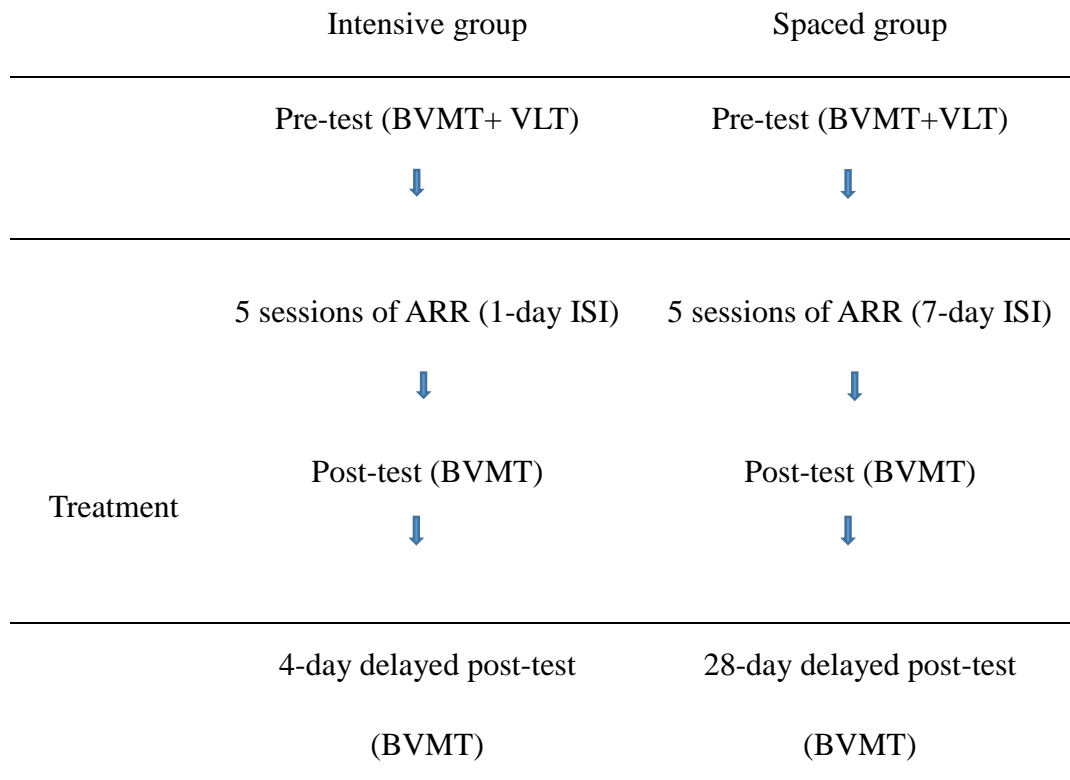 Intensive group Spaced group
Pre-test (BVMT+ VLT) Pre-test (BVMT+VLT)
5 sessions of ARR (1-day ISI) 5 sessions of ARR (7-day ISI)
Post-test (BVMT) Post-test (BVMT)
Treatment
4-day delayed post-test 28-day delayed post-test
(BVMT) (BVMT)